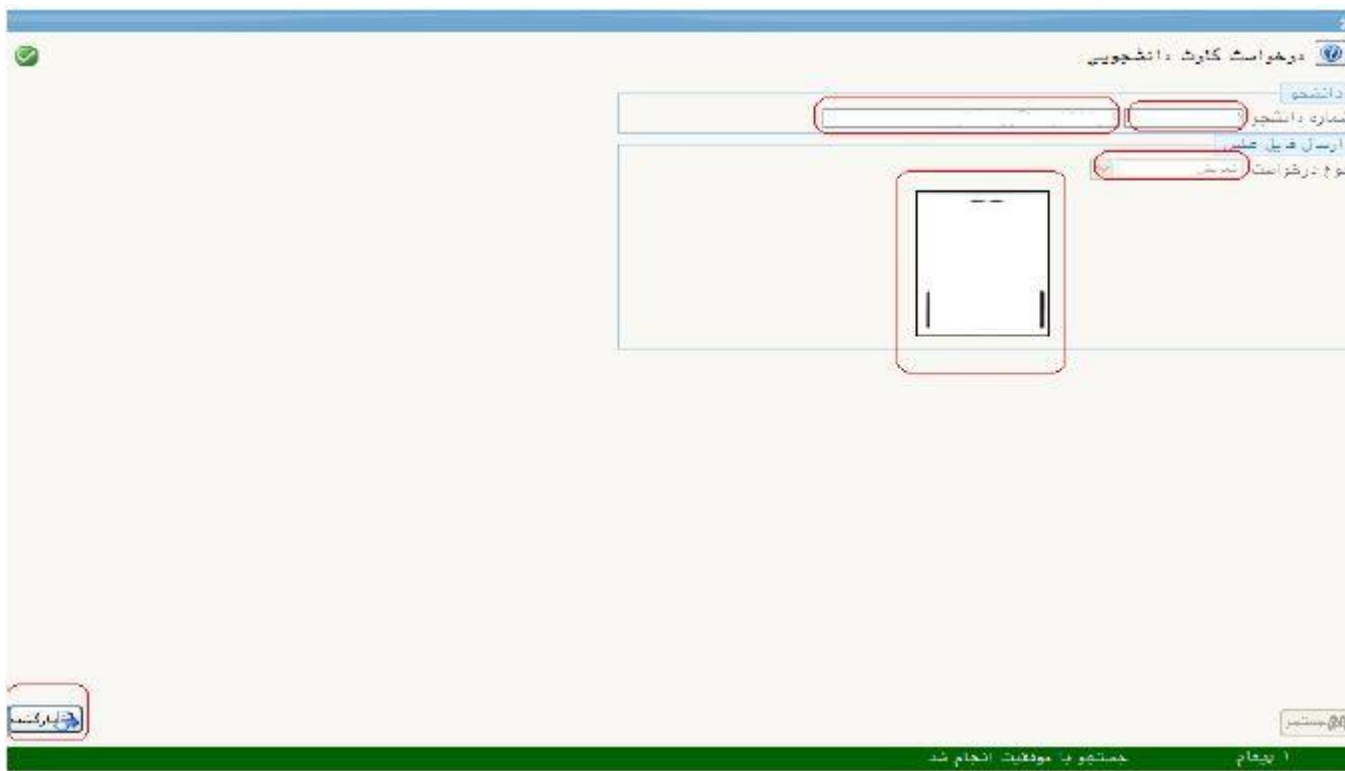 درخواست کارت دانشجویی
دانشجو
شماره دانشجو
ارسال فایل عکس
نوع درخواست
بازگشت
جستجو
۱ پیغام
جستجو با موفقیت انجام شد